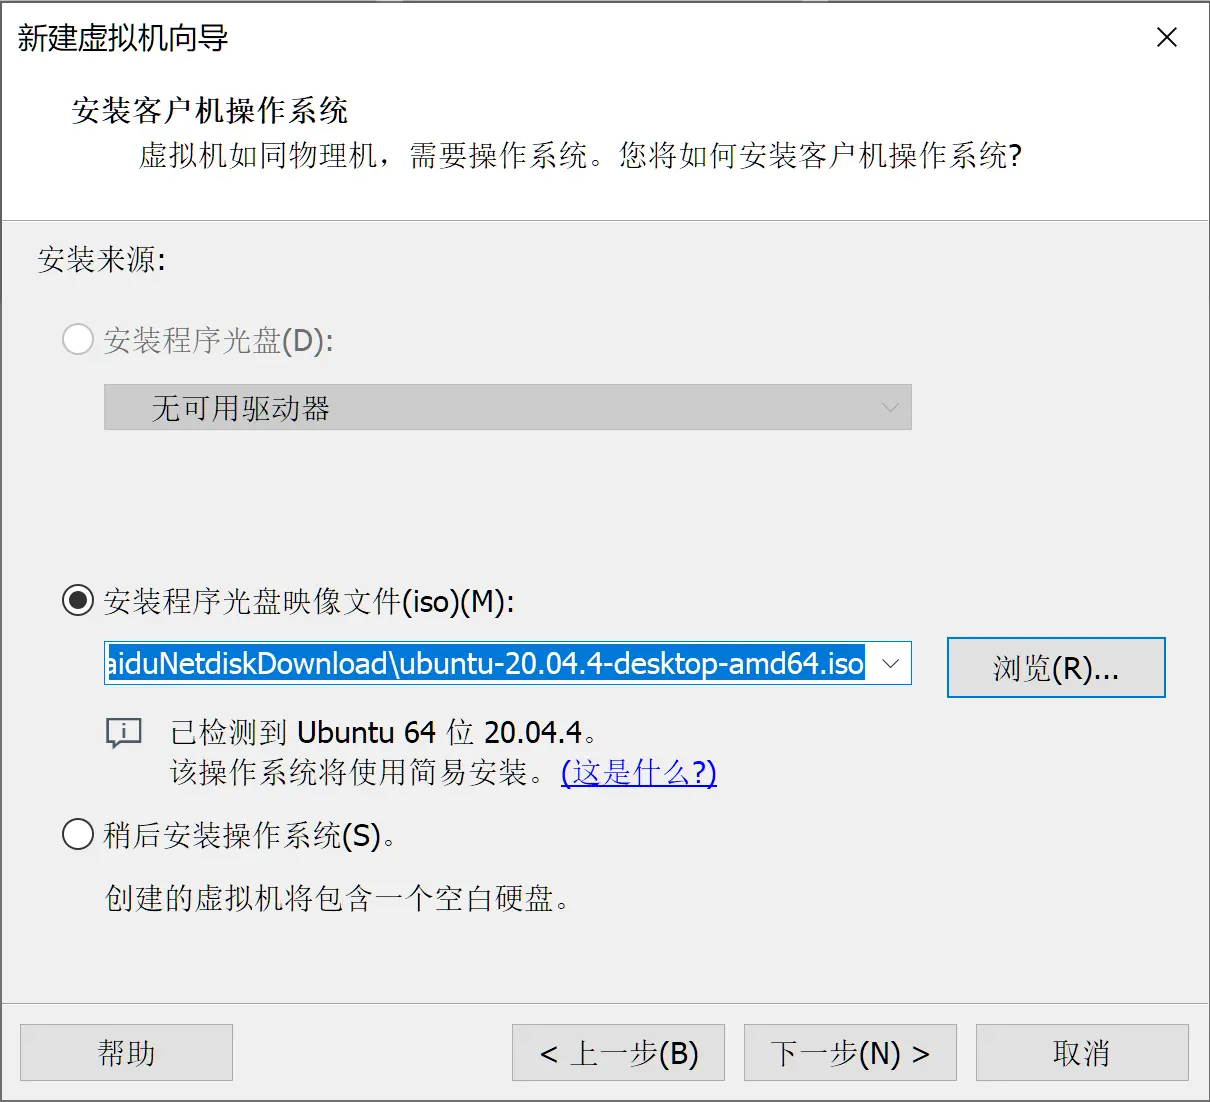 新建虚拟机向导
安装客户机操作系统
虚拟机如同物理机，需要操作系统。您将如何安装客户机操作系统?
安装来源:
安装程序光盘(D):
无可用驱动器
安装程序光盘映像文件(iso)(M):
aiduNetdiskDownload\ubuntu-20.04.4-desktop-amd64.iso
浏览(R)...
已检测到 Ubuntu 64 位 20.04.4。
该操作系统将使用简易安装。(这是什么?)
稍后安装操作系统(S)。
创建的虚拟机将包含一个空白硬盘。
帮助
< 上一步(B)
下一步(N) >
取消